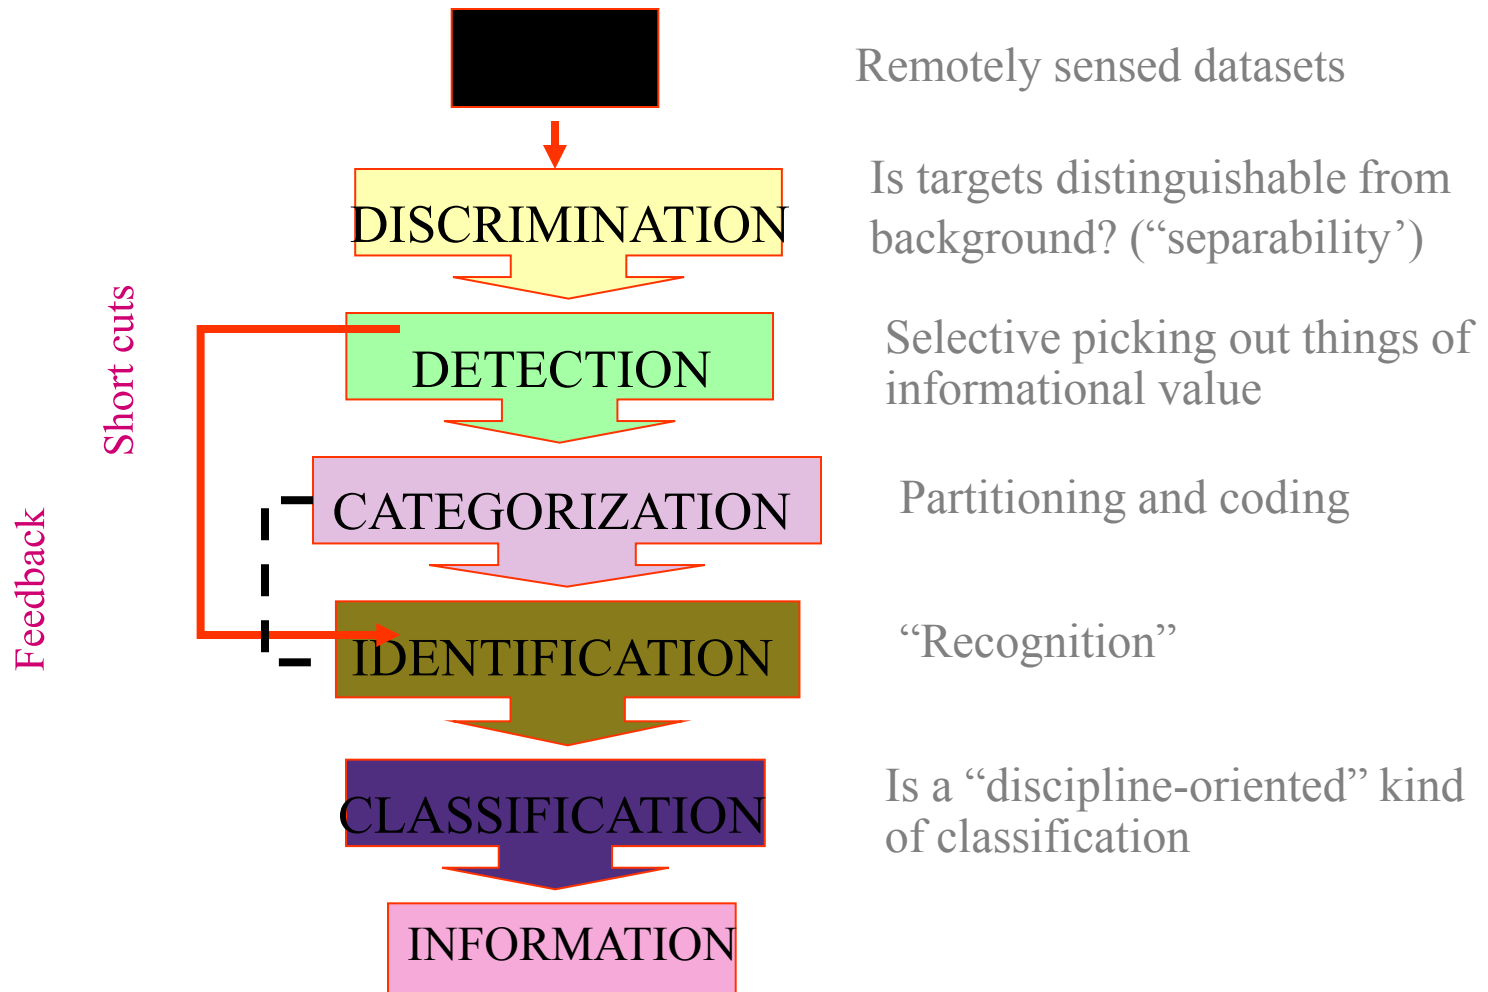 Remotely sensed datasets
DISCRIMINATION
Is targets distinguishable from
background? (“separability’)
Short cuts
DETECTION
Selective picking out things of
informational value
Feedback
CATEGORIZATION
Partitioning and coding
IDENTIFICATION
“Recognition”
CLASSIFICATION
Is a “discipline-oriented” kind
of classification
INFORMATION